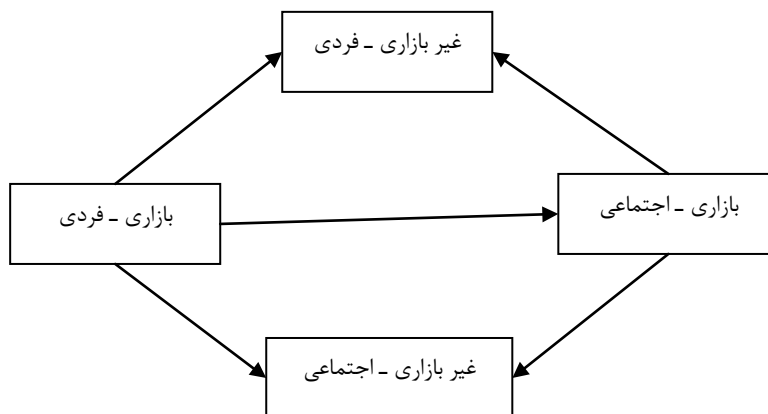 غیر بازاری ـ فردی
بازاری ـ اجتماعی
بازاری ـ فردی
غیر بازاری ـ اجتماعی